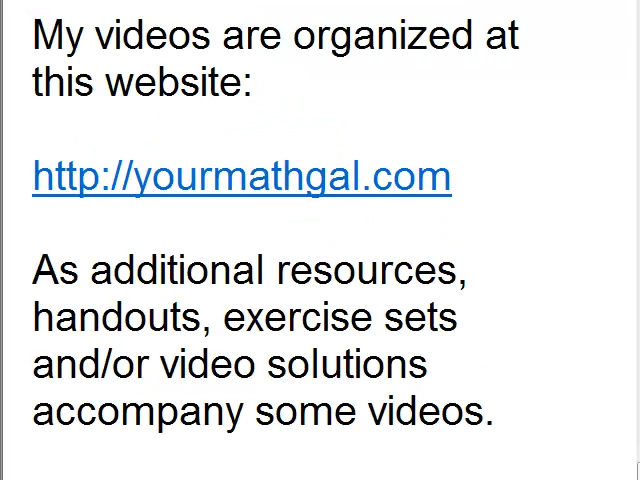 My videos are organized at
this website:
http://yourmathgal.com
As additional resources,
handouts, exercise sets
and/or video solutions
accompany some videos.